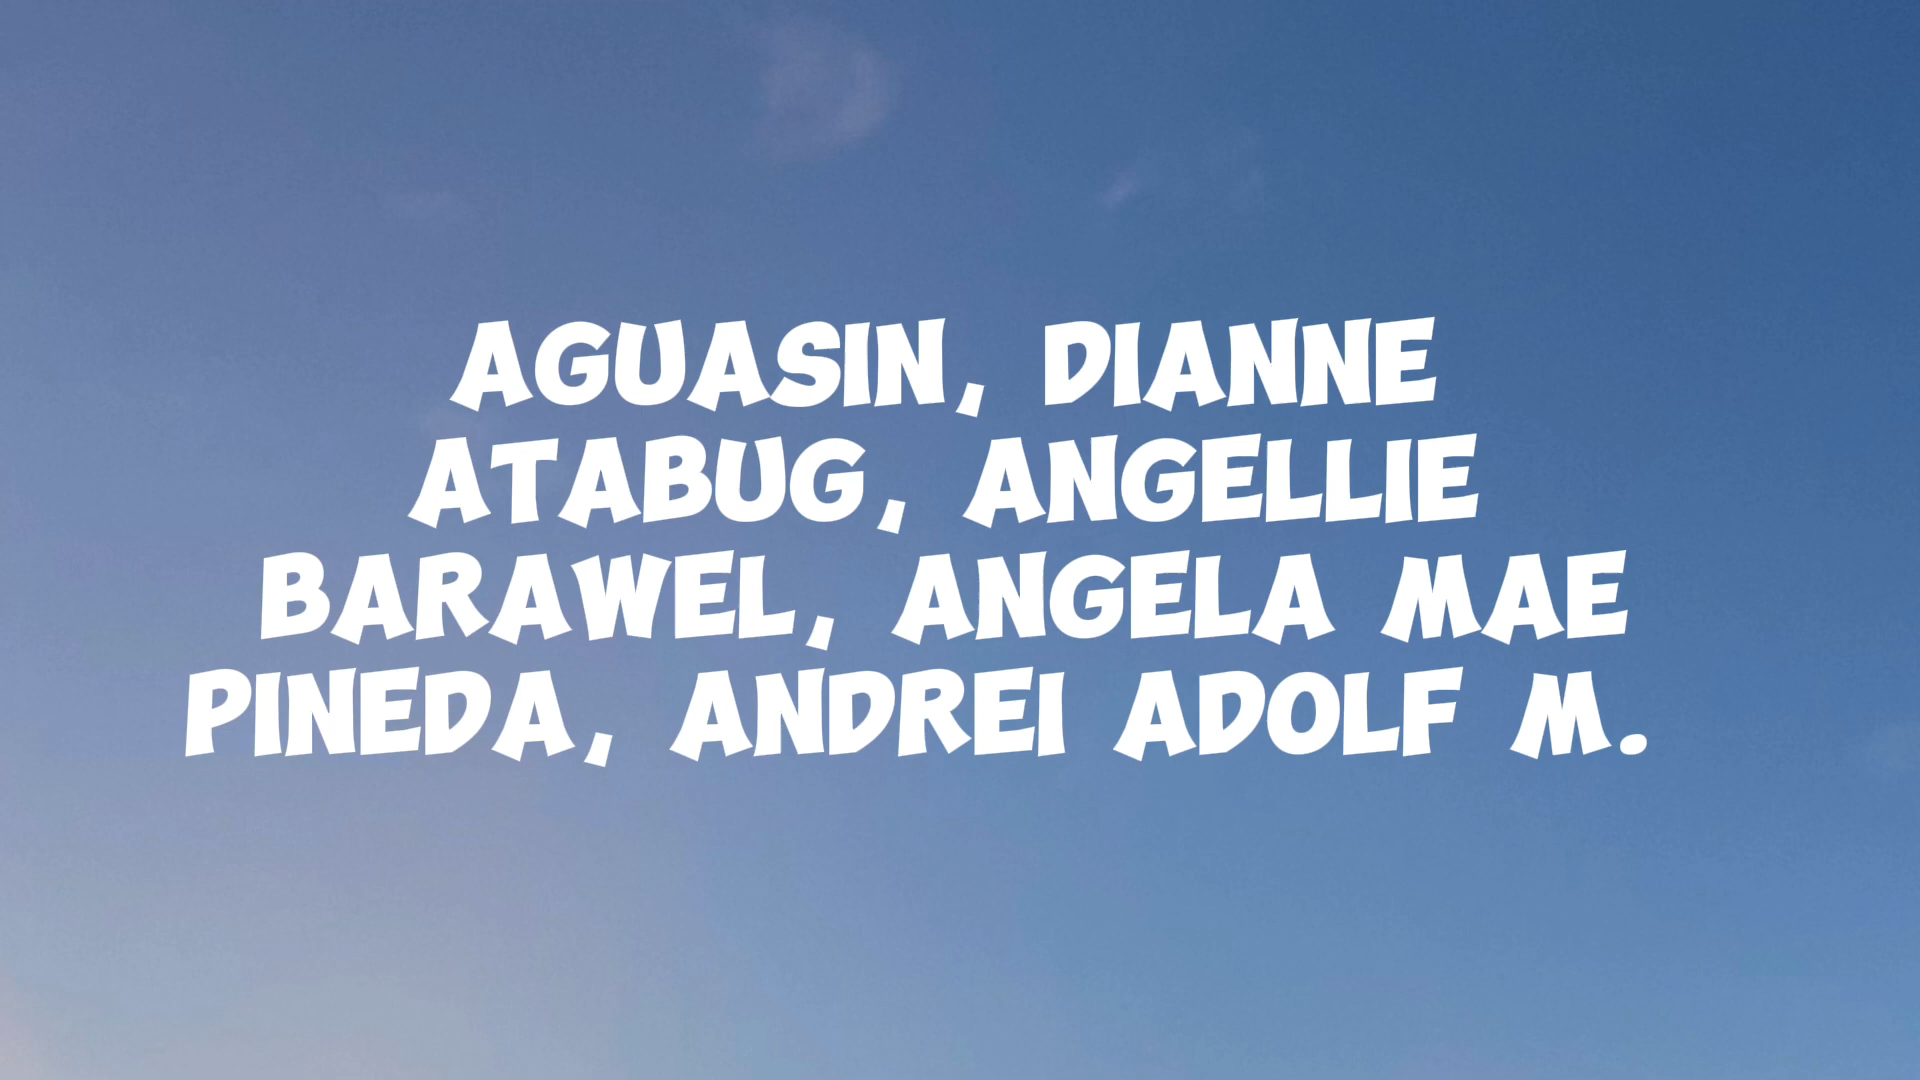 AGUASIN, DIANNE
ATABUG, ANGELLIE
BARAWEL, ANGELA MAE
PINEDA, ANDREI ADOLF M.